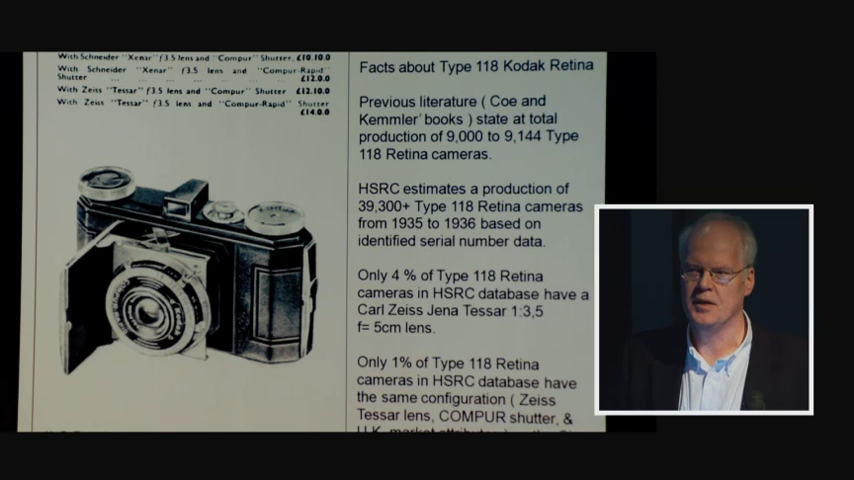 With Schneider "Xenar" f3.5 lens and "Compur" Shutter, £10.10.0
With Schneider "Xenar" f3.5 lens and "Compur-Rapid"
Shutter ... ... ... ... ... £12.0.0
With Zeiss "Tessar" f3.5 lens and "Compur" Shutter £12.10.0
With Zeiss "Tessar" f3.5 lens and "Compur-Rapid" Shutter
£14.0.0
Facts about Type 118 Kodak Retina
Previous literature ( Coe and
Kemmler' books ) state at total
production of 9,000 to 9,144 Type
118 Retina cameras.
HSRC estimates a production of
39,300+ Type 118 Retina cameras
from 1935 to 1936 based on
identified serial number data.
Only 4 % of Type 118 Retina
cameras in HSRC database have a
Carl Zeiss Jena Tessar 1:3,5
f= 5cm lens.
Only 1% of Type 118 Retina
cameras in HSRC database have
the same configuration ( Zeiss
Tessar lens, COMPUR shutter, &
U.K. market attributes